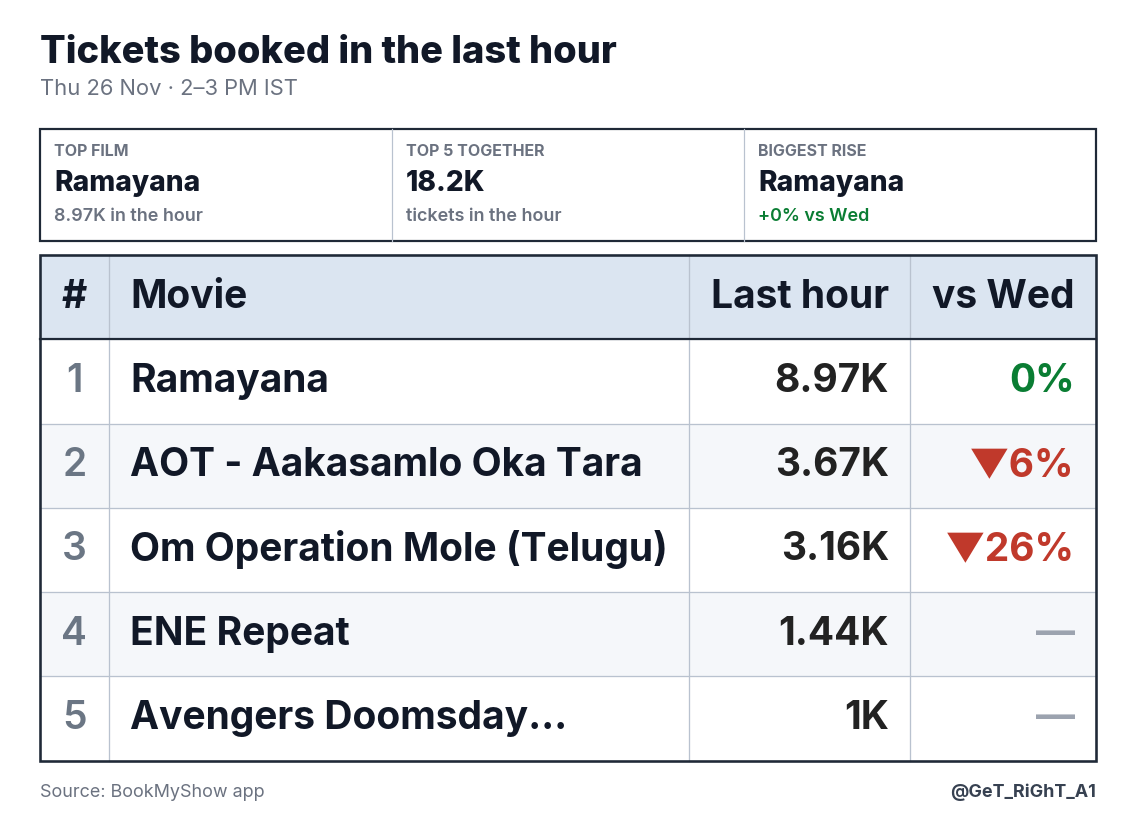 Tickets booked in the last hour
Thu 26 Nov · 2–3 PM IST
TOP FILM
Ramayana
8.97K in the hour
TOP 5 TOGETHER
18.2K
tickets in the hour
BIGGEST RISE
Ramayana
+0% vs Wed
# Movie Last hour vs Wed
1 Ramayana 8.97K 0%
2 AOT - Aakasamlo Oka Tara 3.67K ▼6%
3 Om Operation Mole (Telugu) 3.16K ▼26%
4 ENE Repeat 1.44K —
5 Avengers Doomsday... 1K —
Source: BookMyShow app
@GeT_RiGhT_A1